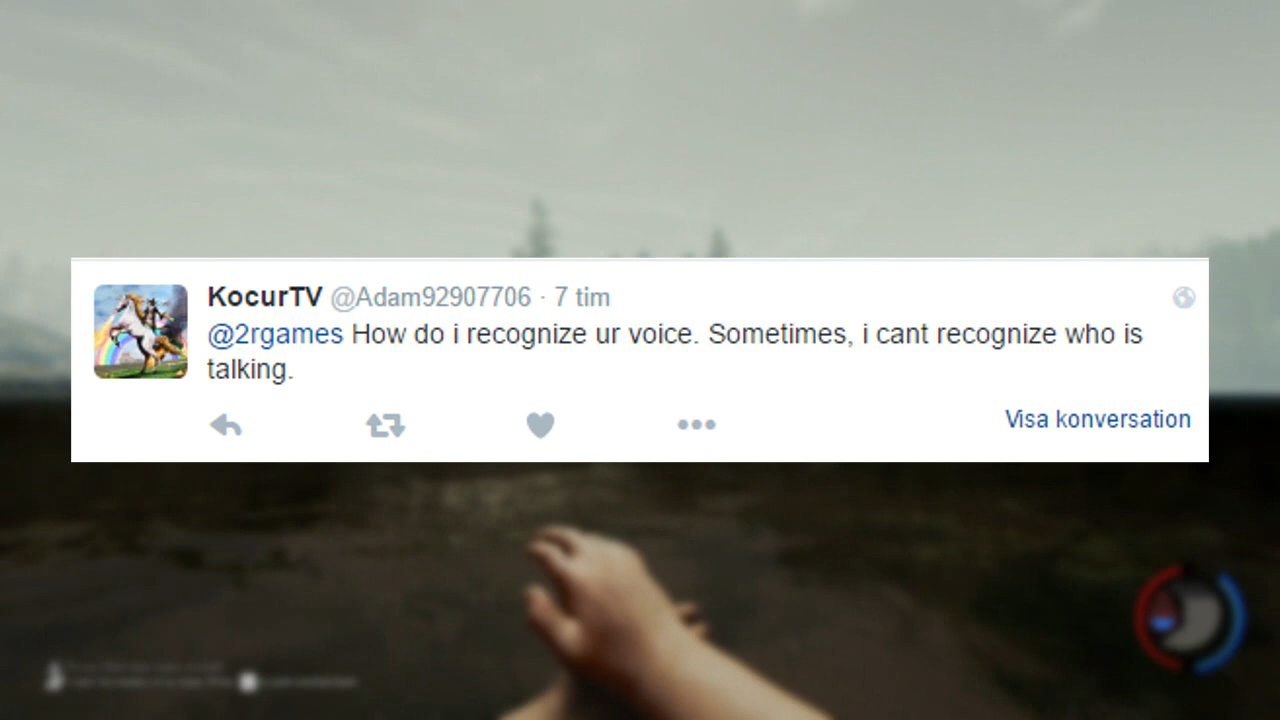 KocurTV @Adam92907706 · 7 tim
@2rgames How do i recognize ur voice. Sometimes, i cant recognize who is
talking.
Visa konversation